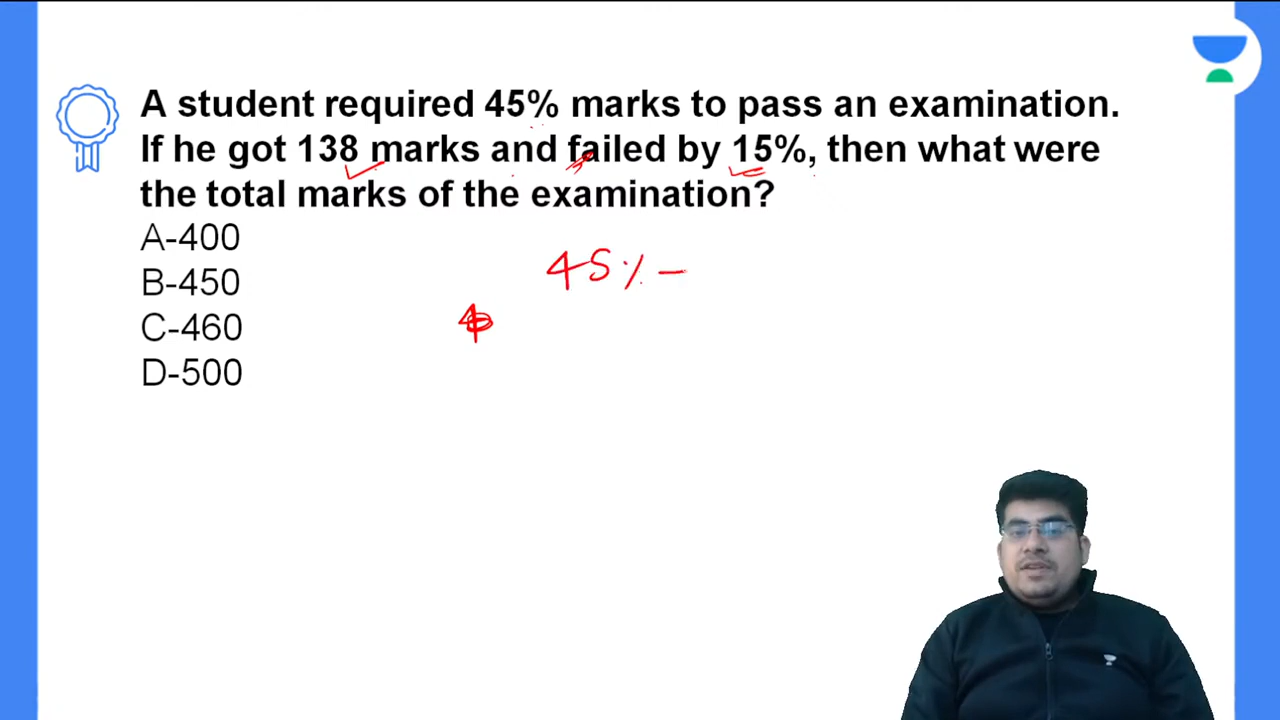 A student required 45% marks to pass an examination.
If he got 138 marks and failed by 15%, then what were
the total marks of the examination?
A-400
B-450
C-460
D-500
45% -